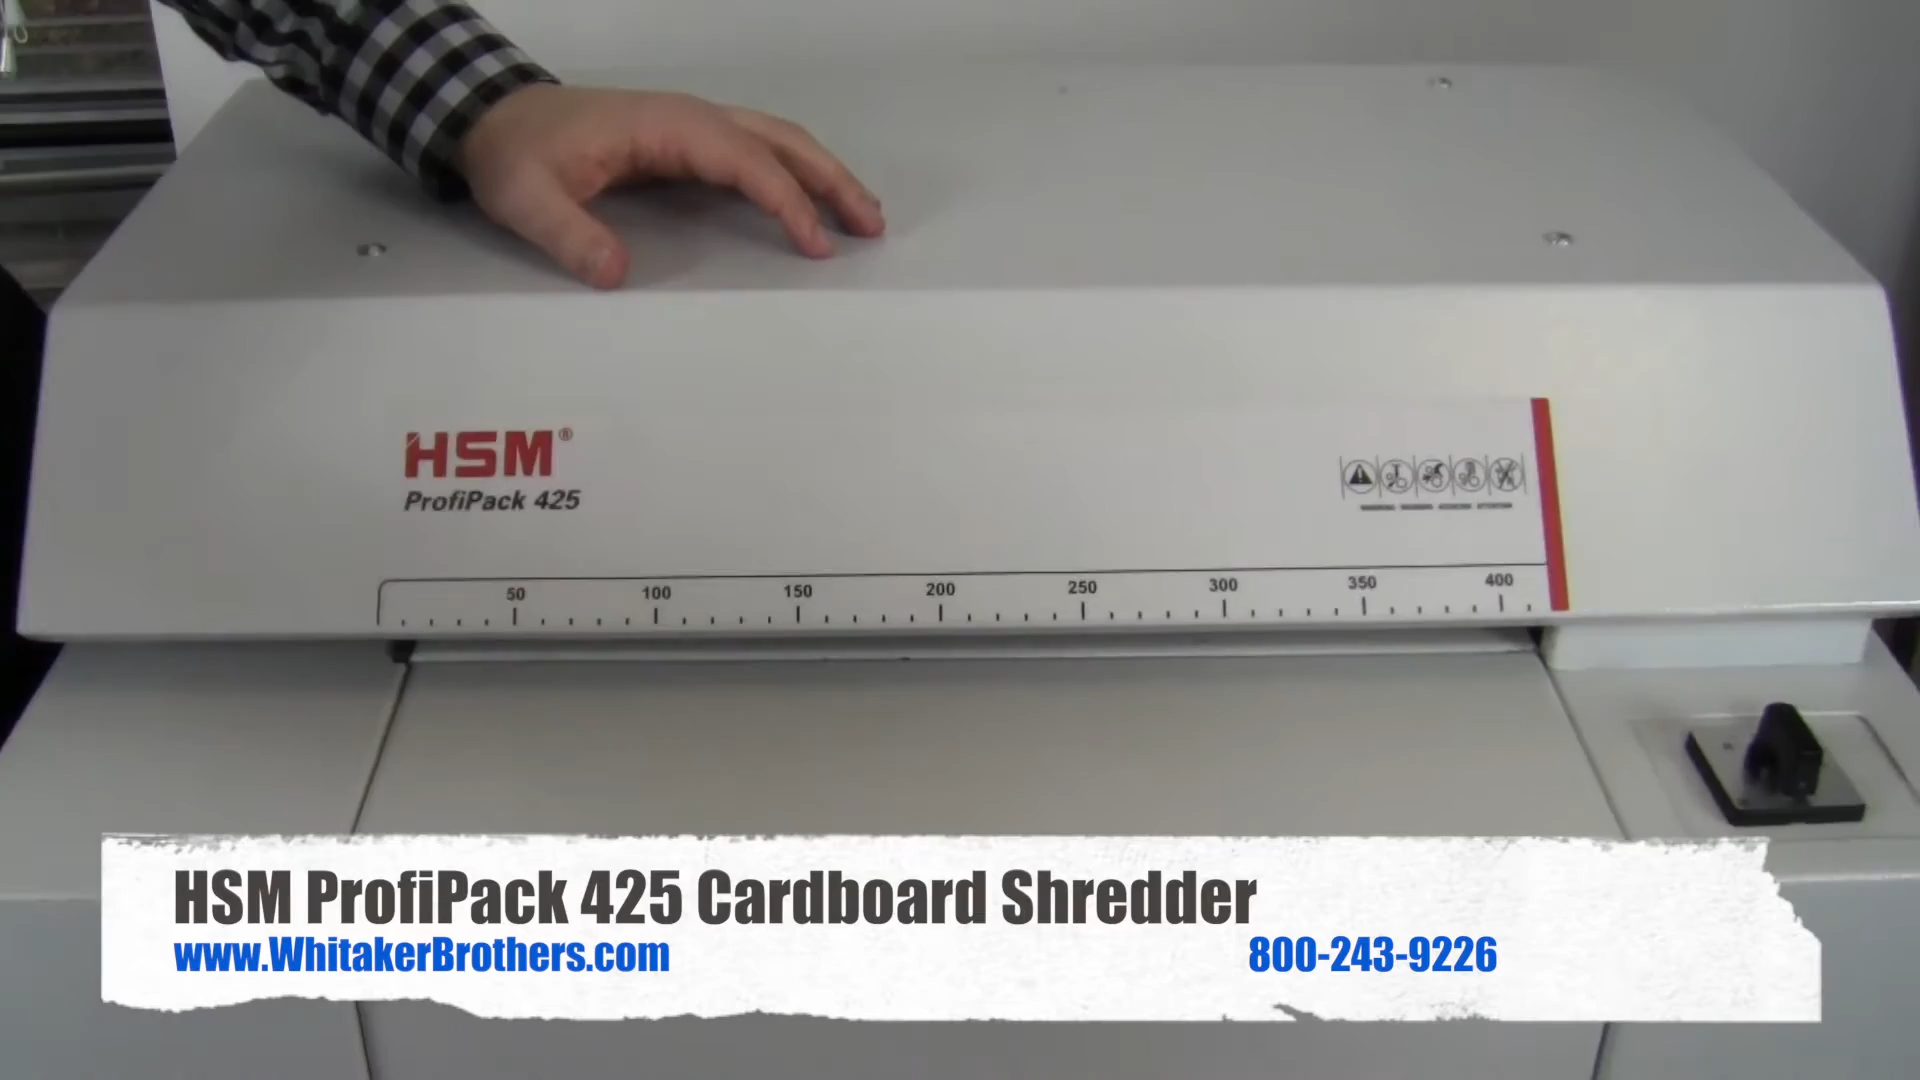 HSM®
ProfiPack 425
50 100 150 200 250 300 350 400
HSM ProfiPack 425 Cardboard Shredder
www.WhitakerBrothers.com 800-243-9226